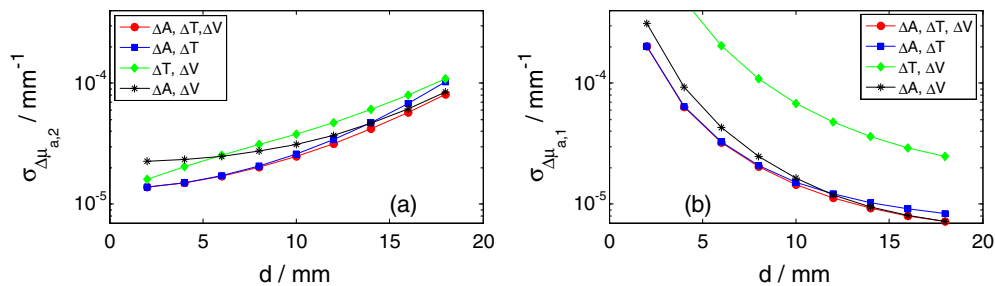 σΔμa,2 / mm-1
10-4
10-5
ΔA, ΔT,ΔV
ΔA, ΔT
ΔT, ΔV
ΔA, ΔV
(a)
0 5 10 15 20
d / mm
σΔμa,1 / mm-1
10-4
10-5
ΔA, ΔT, ΔV
ΔA, ΔT
ΔT, ΔV
ΔA, ΔV
(b)
0 5 10 15 20
d / mm